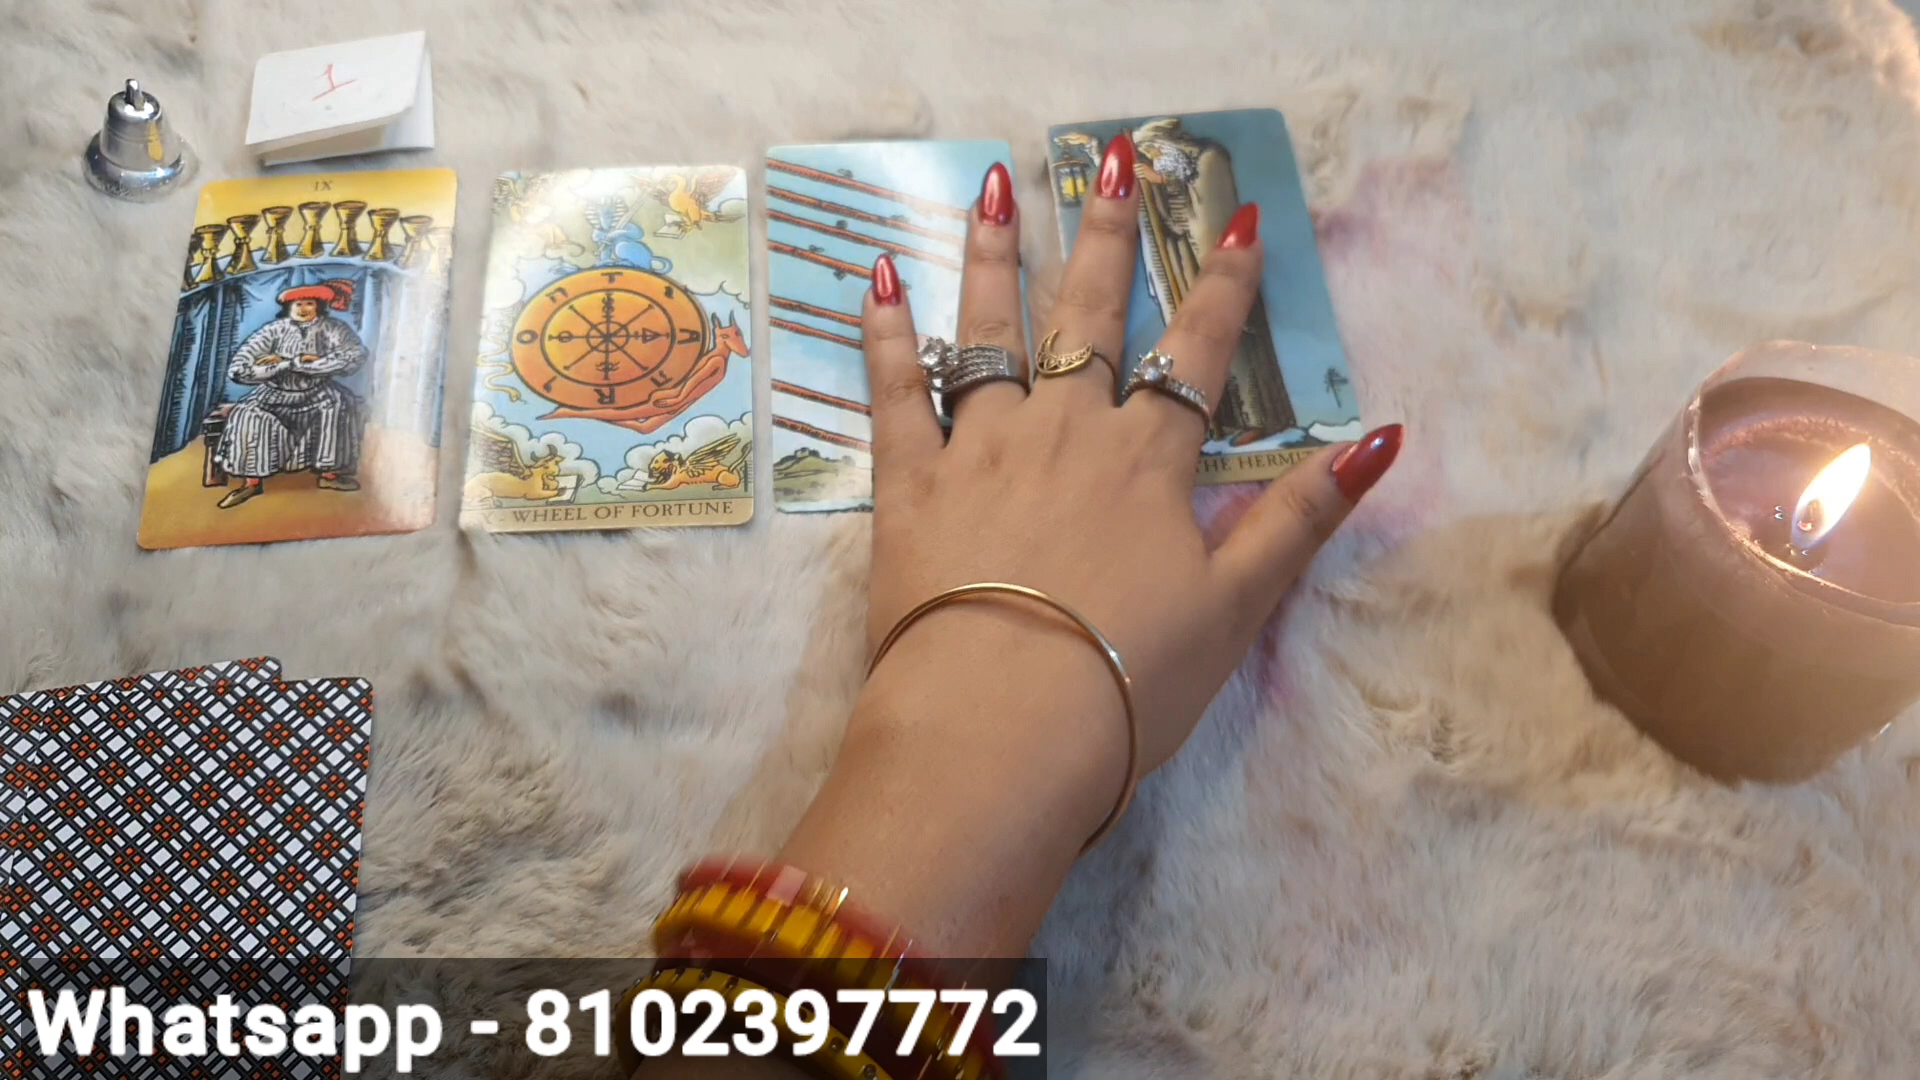 1
IX
T
A
R
O
X - WHEEL OF FORTUNE
THE HERMIT
Whatsapp - 8102397772